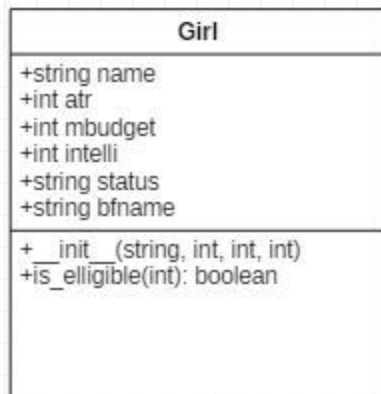 Girl
+string name
+int atr
+int mbudget
+int intelli
+string status
+string bfname
+__init__(string, int, int, int)
+is_elligible(int): boolean